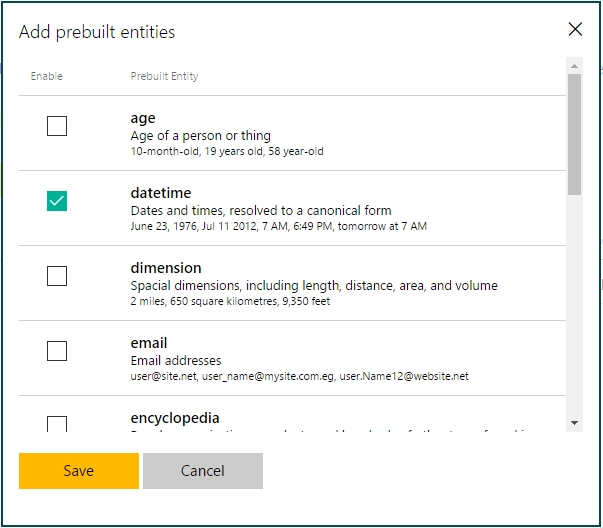 Add prebuilt entities
Enable Prebuilt Entity
age
Age of a person or thing
10-month-old, 19 years old, 58 year-old
datetime
Dates and times, resolved to a canonical form
June 23, 1976, Jul 11 2012, 7 AM, 6:49 PM, tomorrow at 7 AM
dimension
Spacial dimensions, including length, distance, area, and volume
2 miles, 650 square kilometres, 9,350 feet
email
Email addresses
user@site.net, user_name@mysite.com.eg, user.Name12@website.net
encyclopedia
Save Cancel